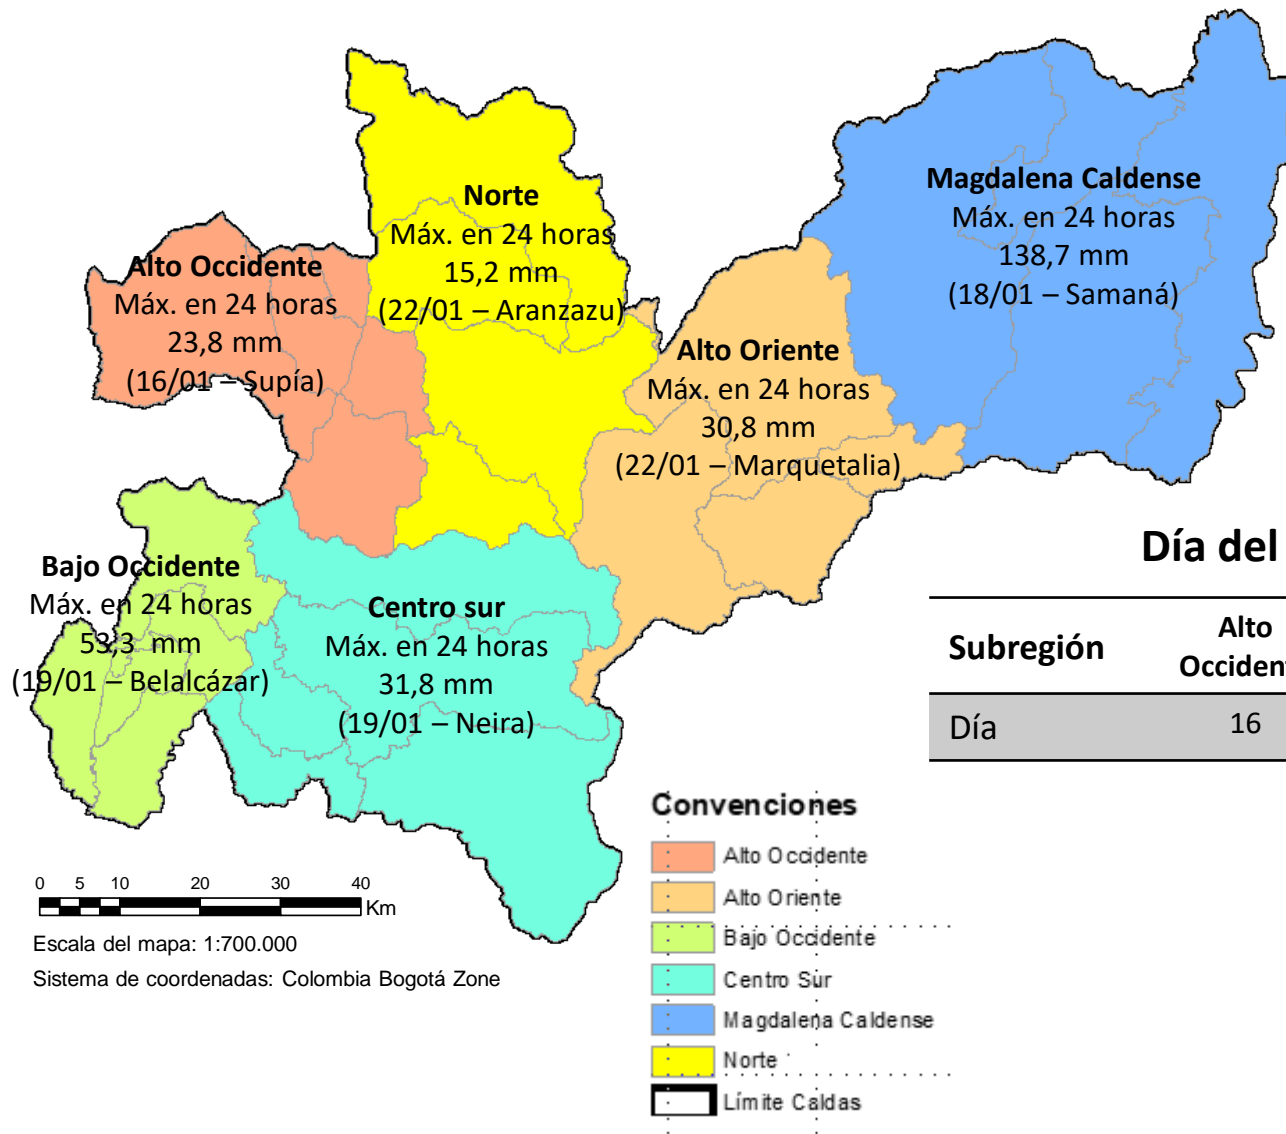 Norte
Máx. en 24 horas
15,2 mm
(22/01 – Aranzazu)
Magdalena Caldense
Máx. en 24 horas
138,7 mm
(18/01 – Samaná)
Alto Occidente
Máx. en 24 horas
23,8 mm
(16/01 – Supía)
Alto Oriente
Máx. en 24 horas
30,8 mm
(22/01 – Marquetalia)
Bajo Occidente
Máx. en 24 horas
53,3 mm
(19/01 – Belalcázar)
Centro sur
Máx. en 24 horas
31,8 mm
(19/01 – Neira)
Día del
Subregión
Alto
Occident
Día
16
Convenciones
Alto Occidente
Alto Oriente
Bajo Occidente
Centro Sur
Magdalena Caldense
Norte
Límite Caldas
0 5 10 20 30 40
Km
Escala del mapa: 1:700.000
Sistema de coordenadas: Colombia Bogotá Zone